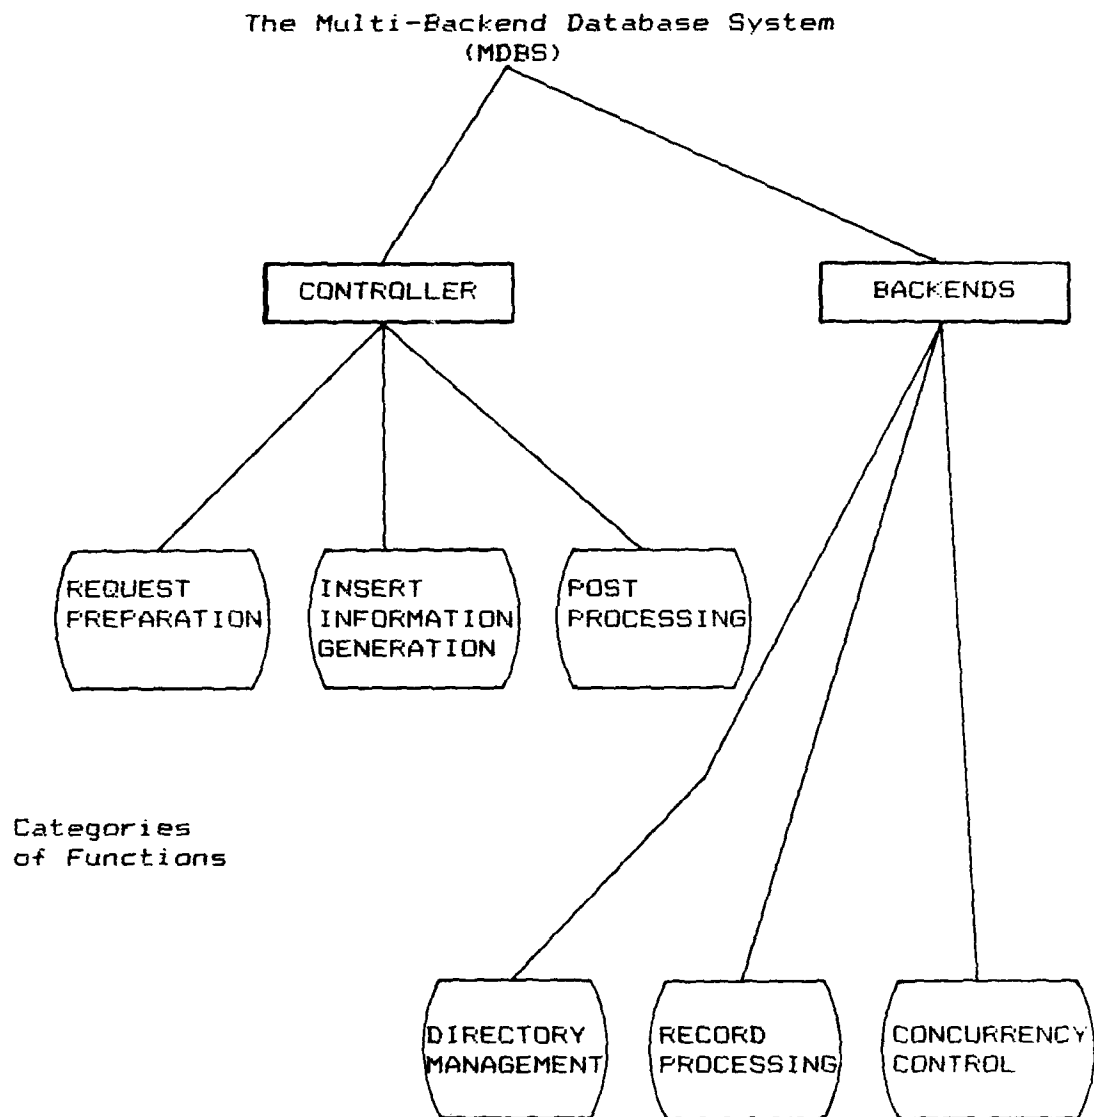 The Multi-Backend Database System
(MDBS)
CONTROLLER
BACKENDS
REQUEST
PREPARATION
INSERT
INFORMATION
GENERATION
POST
PROCESSING
Categories
of Functions
DIRECTORY
MANAGEMENT
RECORD
PROCESSING
CONCURRENCY
CONTROL